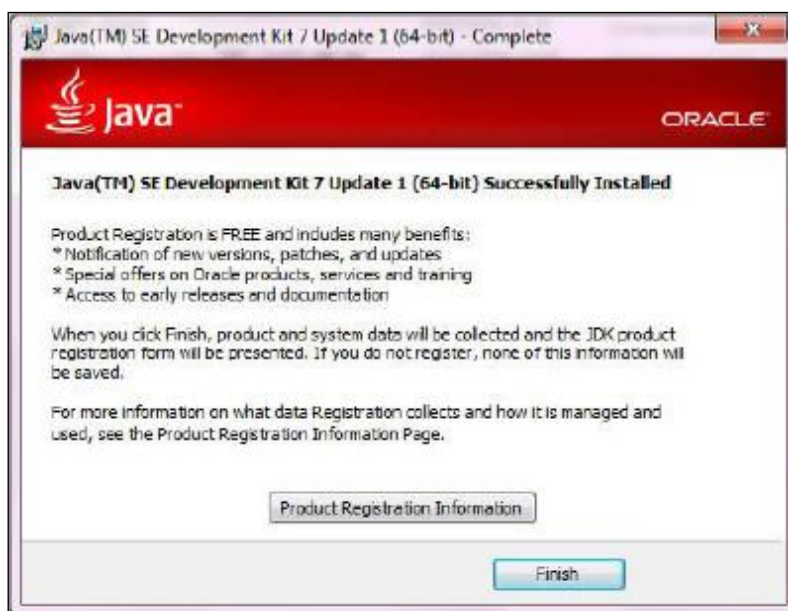 Java(TM) SE Development Kit 7 Update 1 (64-bit) - Complete
Java™
ORACLE
Java(TM) SE Development Kit 7 Update 1 (64-bit) Successfully Installed
Product Registration is FREE and includes many benefits:
* Notification of new versions, patches, and updates
* Special offers on Oracle products, services and training
* Access to early releases and documentation
When you click Finish, product and system data will be collected and the JDK product
registration form will be presented. If you do not register, none of this information will
be saved.
For more information on what data Registration collects and how it is managed and
used, see the Product Registration Information Page.
Product Registration Information
Finish